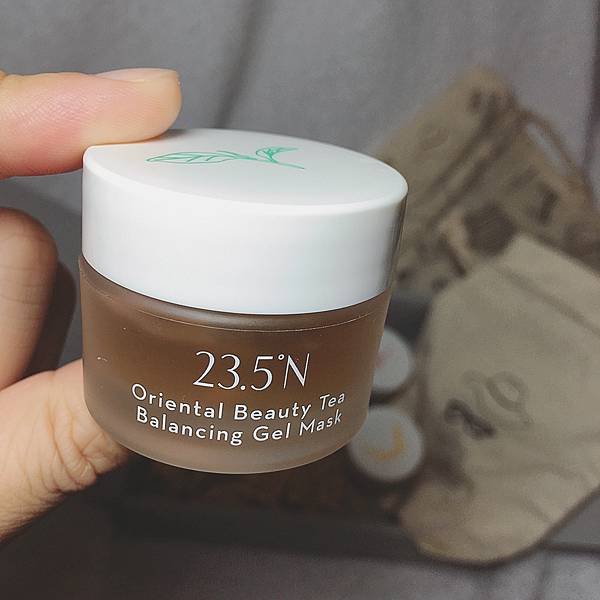 23.5°N
Oriental Beauty Tea
Balancing Gel Mask